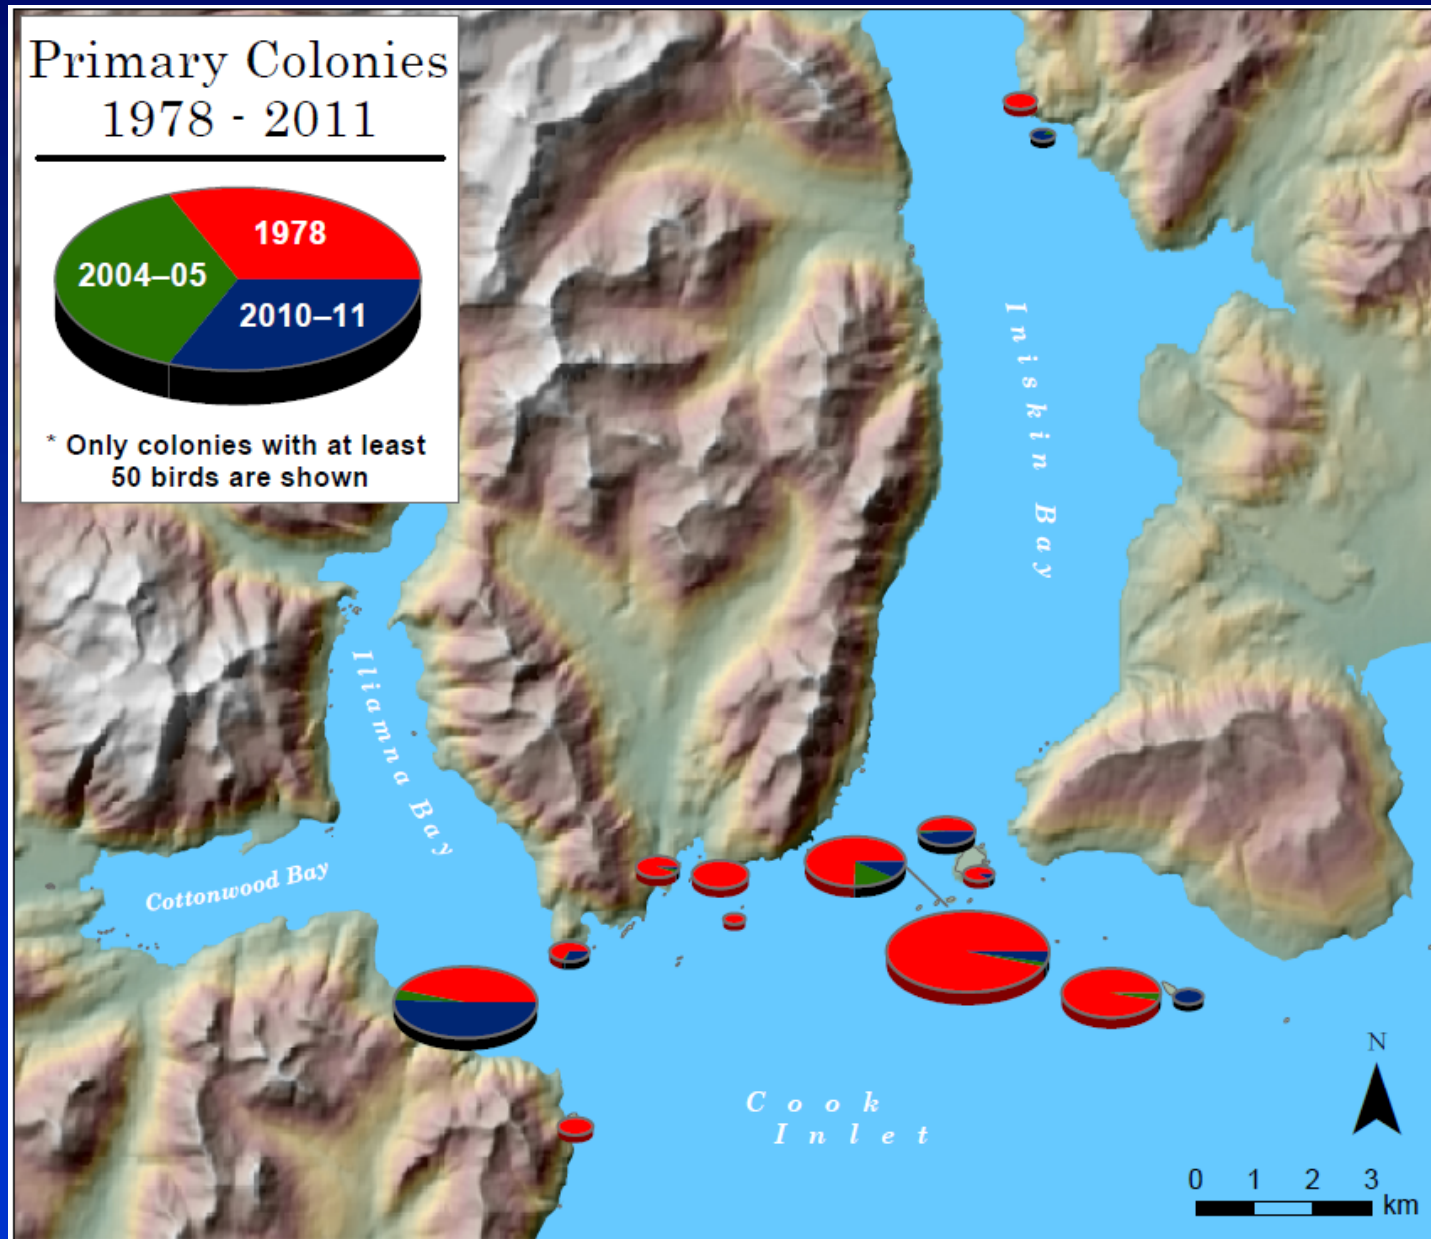 Primary Colonies
1978 - 2011
1978
2004–05
2010–11
* Only colonies with at least
50 birds are shown
Iniskin Bay
Iliamna Bay
Cottonwood Bay
Cook
Inlet
N
0 1 2 3
km